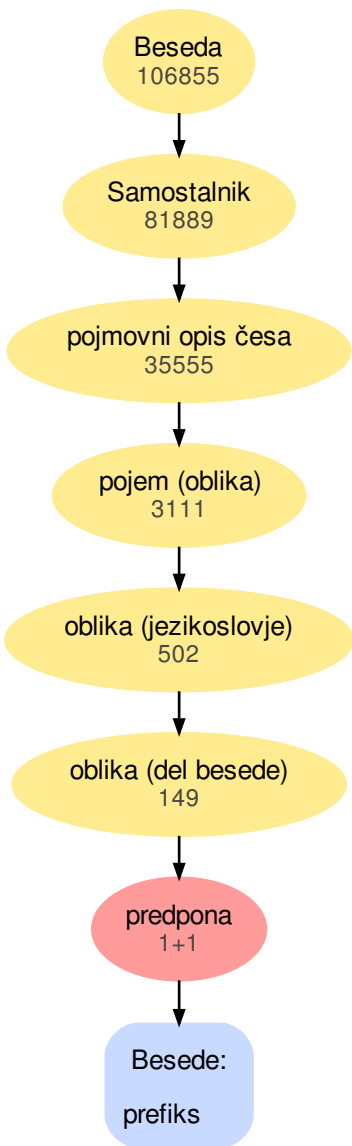 Beseda
106855
Samostalnik
81889
pojmovni opis česa
35555
pojem (oblika)
3111
oblika (jezikoslovje)
502
oblika (del besede)
149
predpona
1+1
Besede:
prefiks